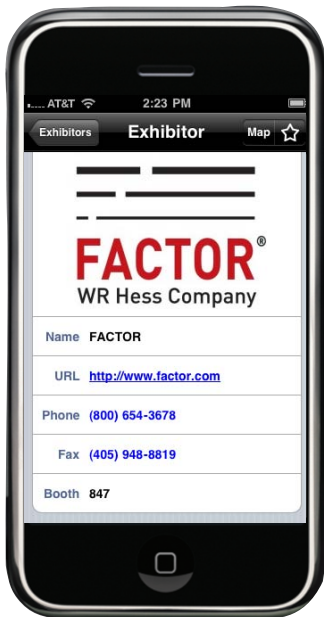 AT&T 2:23 PM
Exhibitors Exhibitor Map
FACTOR®
WR Hess Company
Name FACTOR
URL http://www.factor.com
Phone (800) 654-3678
Fax (405) 948-8819
Booth 847